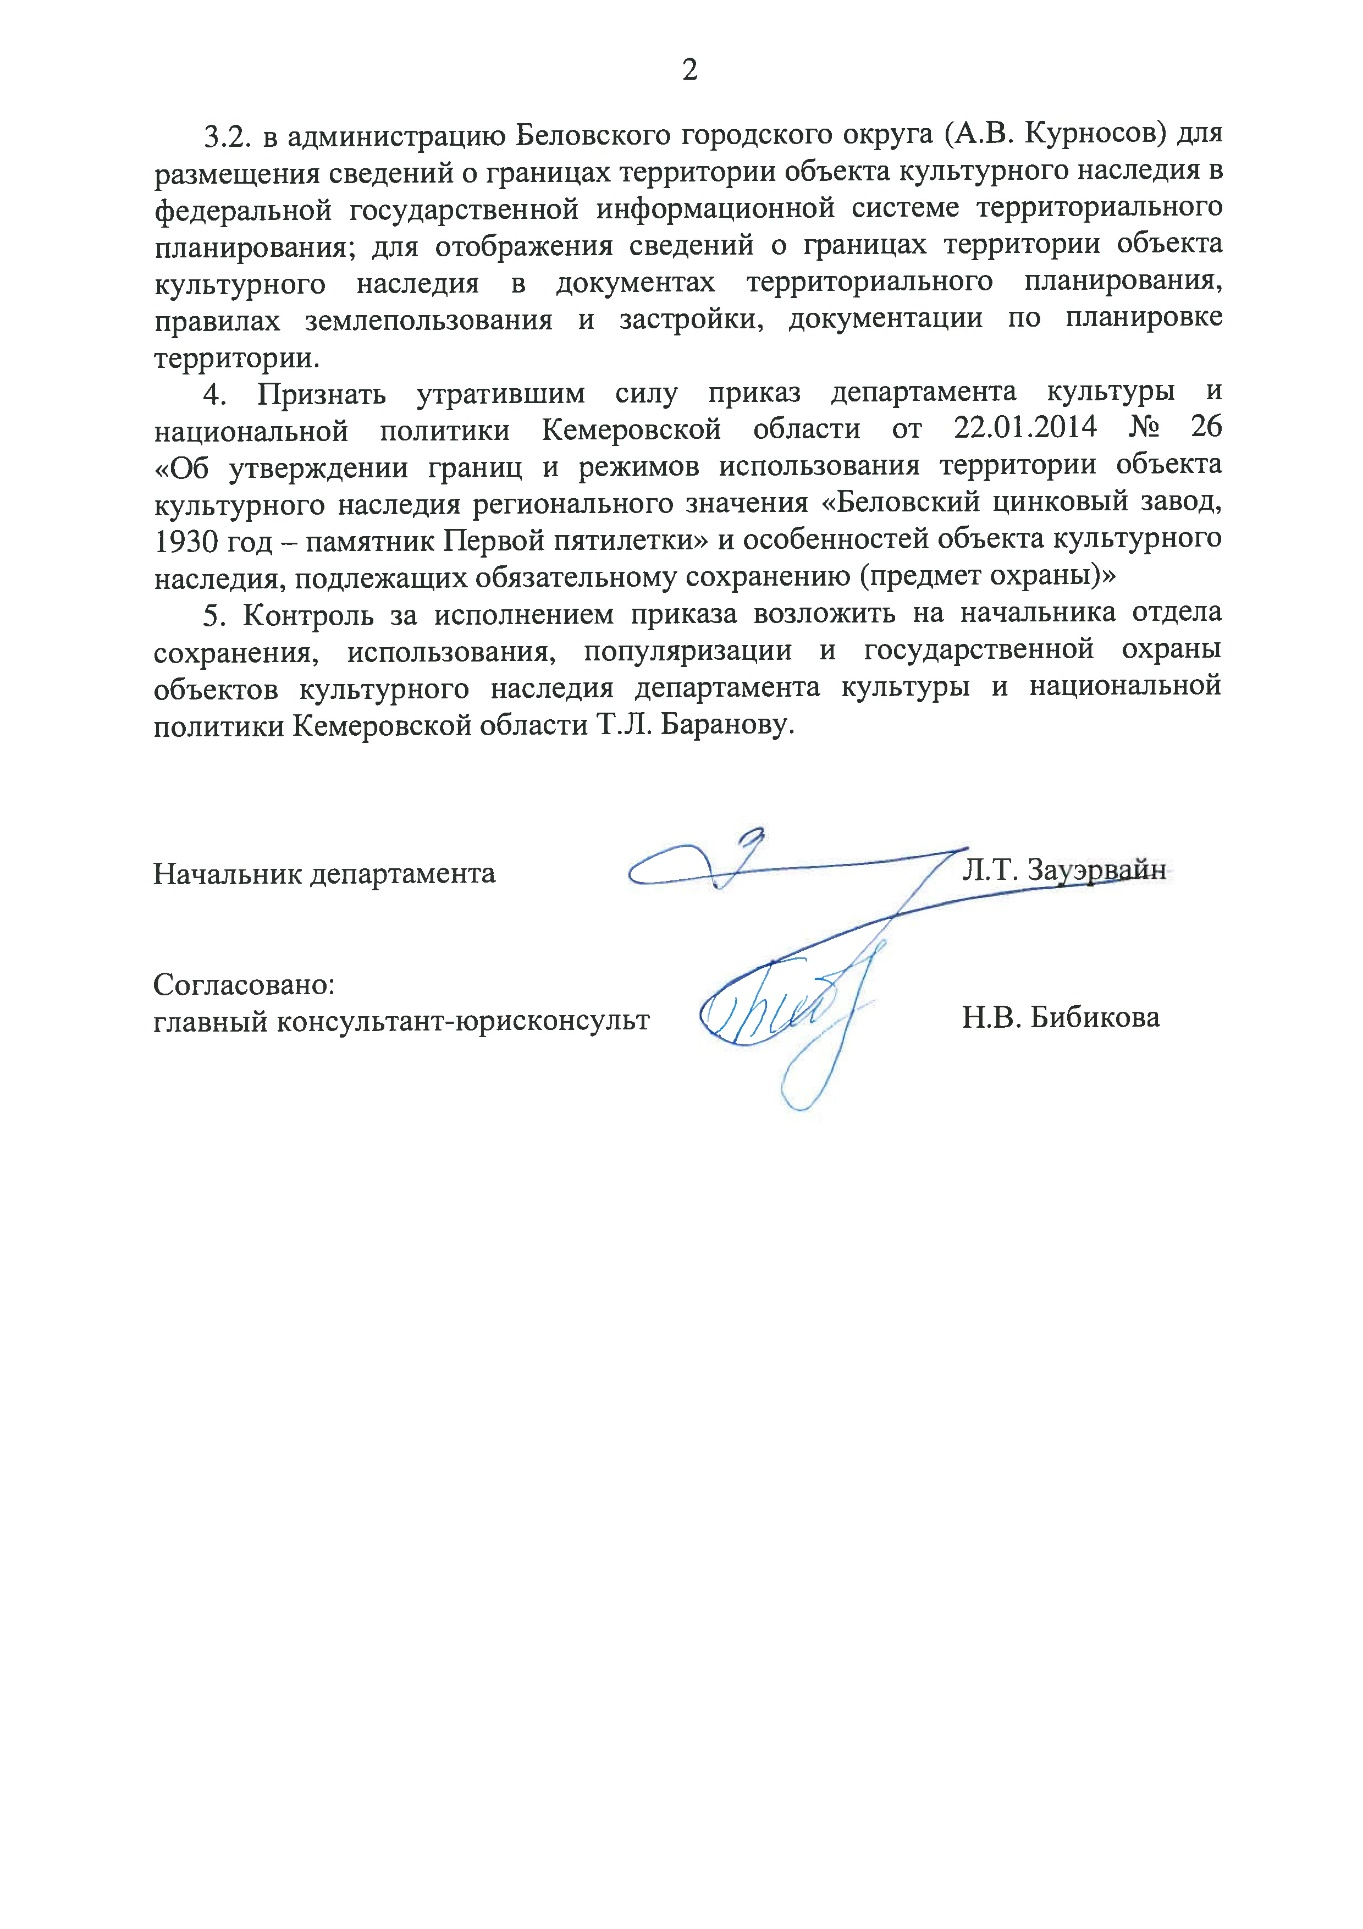 2
3.2. в администрацию Беловского городского округа (А.В. Курносов) для
размещения сведений о границах территории объекта культурного наследия в
федеральной государственной информационной системе территориального
планирования; для отображения сведений о границах территории объекта
культурного наследия в документах территориального планирования,
правилах землепользования и застройки, документации по планировке
территории.
4. Признать утратившим силу приказ департамента культуры и
национальной политики Кемеровской области от 22.01.2014 № 26
«Об утверждении границ и режимов использования территории объекта
культурного наследия регионального значения «Беловский цинковый завод,
1930 год – памятник Первой пятилетки» и особенностей объекта культурного
наследия, подлежащих обязательному сохранению (предмет охраны)»
5. Контроль за исполнением приказа возложить на начальника отдела
сохранения, использования, популяризации и государственной охраны
объектов культурного наследия департамента культуры и национальной
политики Кемеровской области Т.Л. Баранову.
Начальник департамента Л.Т. Зауэрвайн
Согласовано:
главный консультант-юрисконсульт Н.В. Бибикова